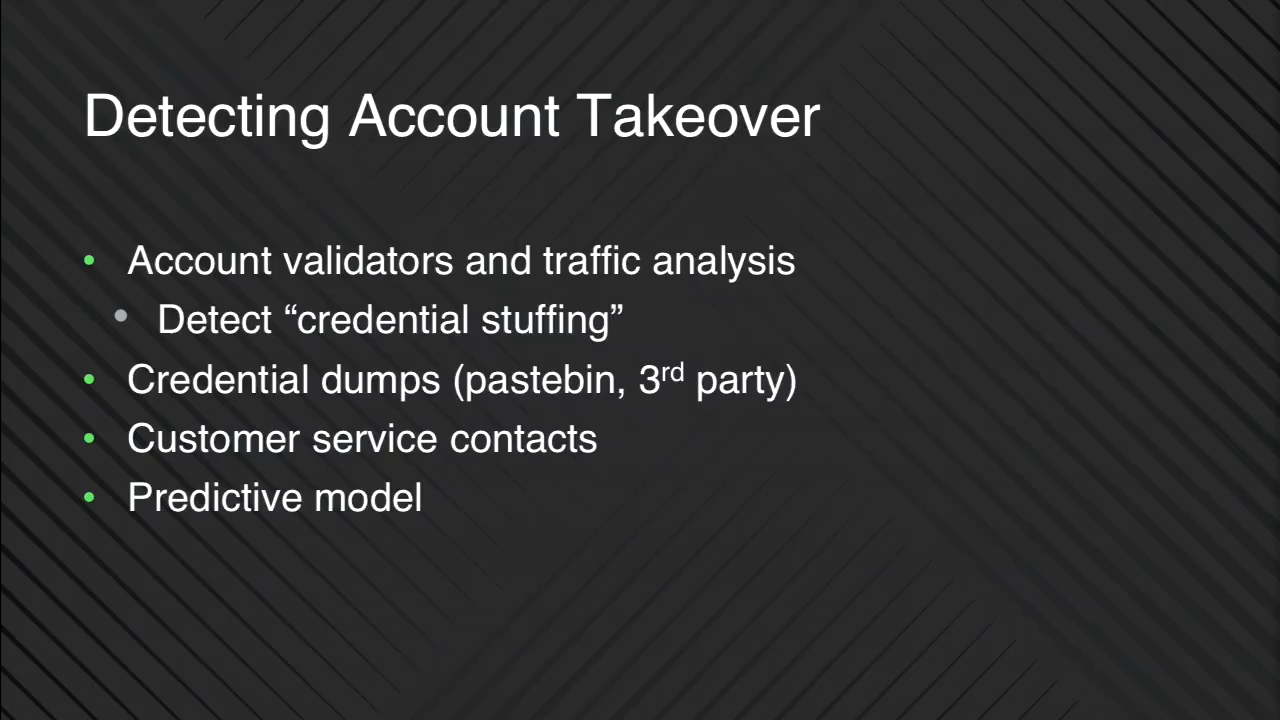 Detecting Account Takeover
• Account validators and traffic analysis
• Detect “credential stuffing”
• Credential dumps (pastebin, 3rd party)
• Customer service contacts
• Predictive model